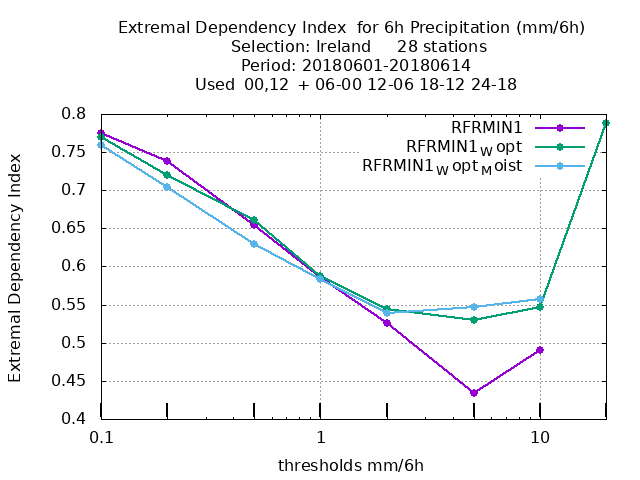 Extremal Dependency Index  for 6h Precipitation (mm/6h)
Selection: Ireland     28 stations
Period: 20180601-20180614
Used  00,12  + 06-00 12-06 18-12 24-18
RFRMIN1
RFRMIN1Wopt
RFRMIN1WoptMoist
Extremal Dependency Index
0.8
0.75
0.7
0.65
0.6
0.55
0.5
0.45
0.4
0.1 1 10
thresholds mm/6h